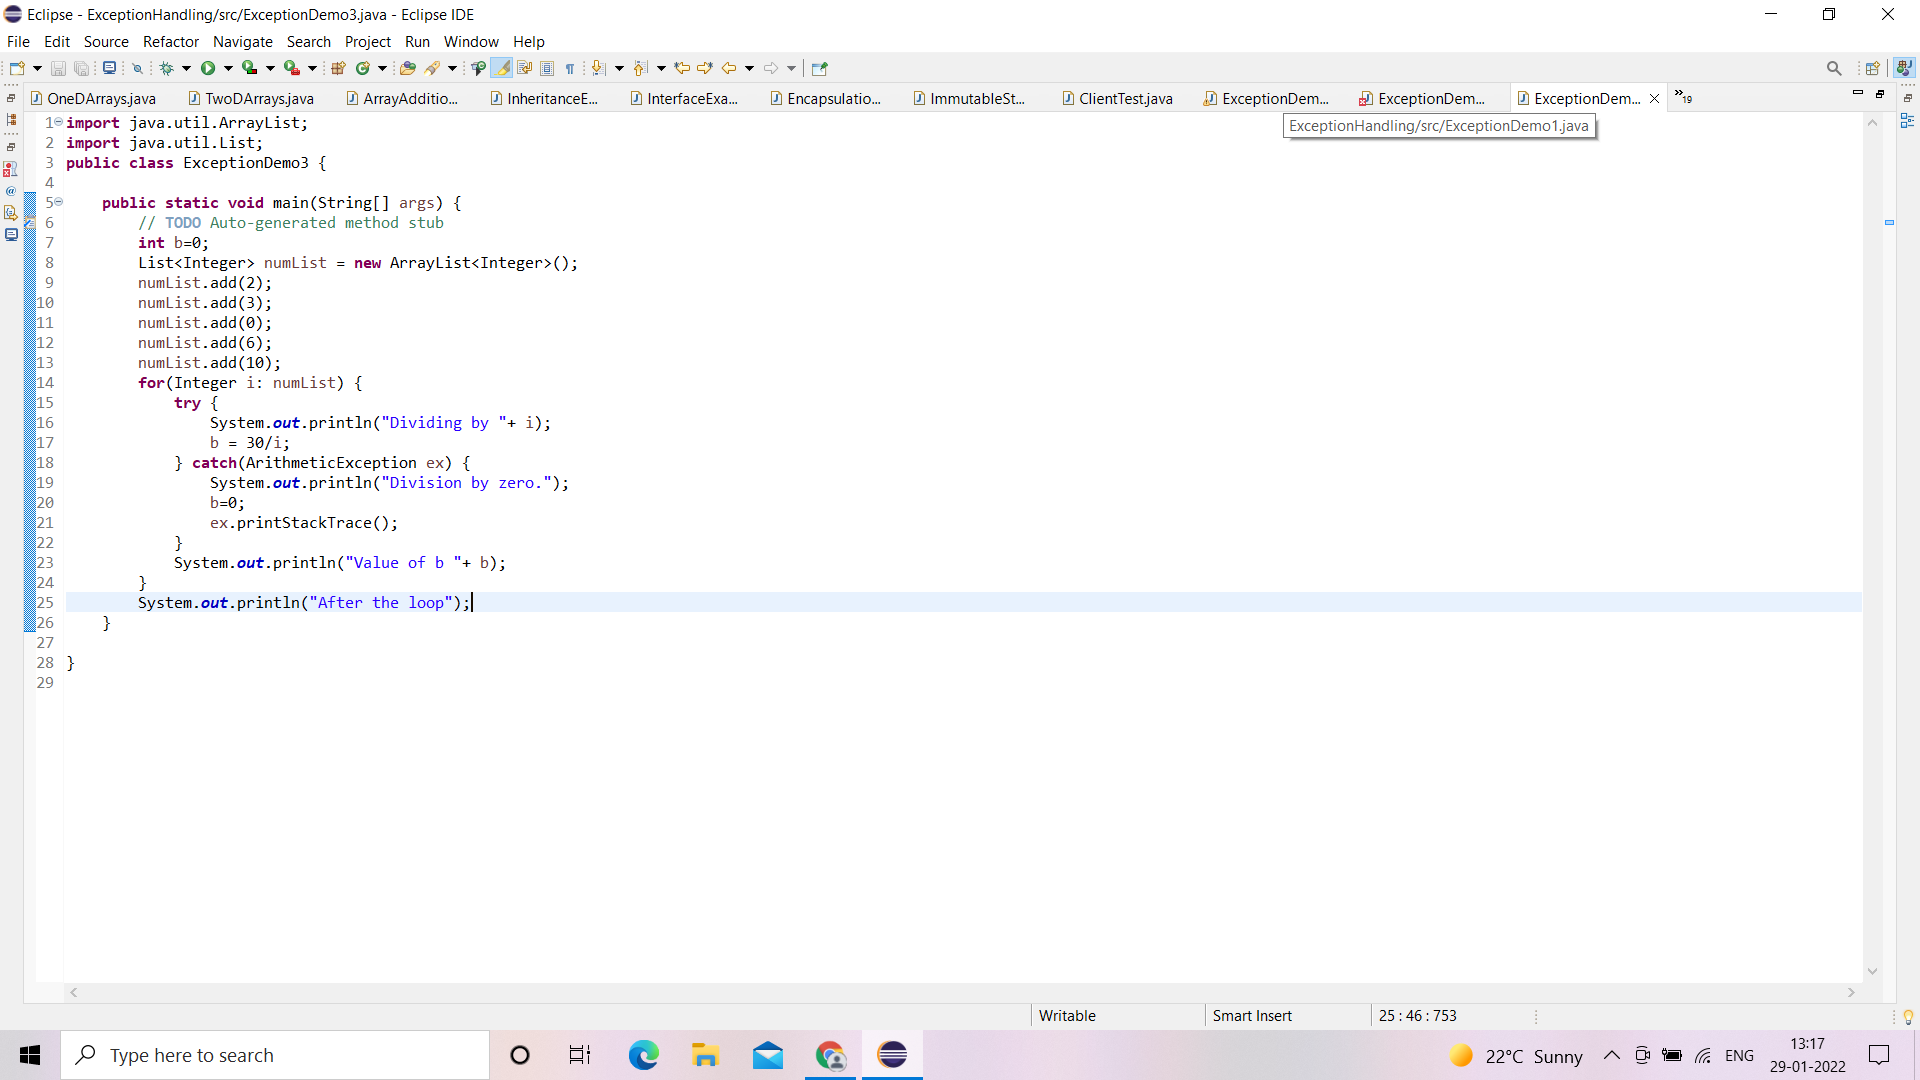 Eclipse - ExceptionHandling/src/ExceptionDemo3.java - Eclipse IDE
File Edit Source Refactor Navigate Search Project Run Window Help
OneDArrays.java TwoDArrays.java ArrayAdditio... InheritanceE... InterfaceExa... Encapsulatio... ImmutableSt... ClientTest.java ExceptionDem... ExceptionDem... ExceptionDem... 19
ExceptionHandling/src/ExceptionDemo1.java
1 import java.util.ArrayList;
2 import java.util.List;
3 public class ExceptionDemo3 {
4
5 public static void main(String[] args) {
6 // TODO Auto-generated method stub
7 int b=0;
8 List<Integer> numList = new ArrayList<Integer>();
9 numList.add(2);
10 numList.add(3);
11 numList.add(0);
12 numList.add(6);
13 numList.add(10);
14 for(Integer i: numList) {
15 try {
16 System.out.println("Dividing by "+ i);
17 b = 30/i;
18 } catch(ArithmeticException ex) {
19 System.out.println("Division by zero.");
20 b=0;
21 ex.printStackTrace();
22 }
23 System.out.println("Value of b "+ b);
24 }
25 System.out.println("After the loop");
26 }
27
28 }
29
Writable Smart Insert 25 : 46 : 753
Type here to search
22°C Sunny ENG
13:17
29-01-2022